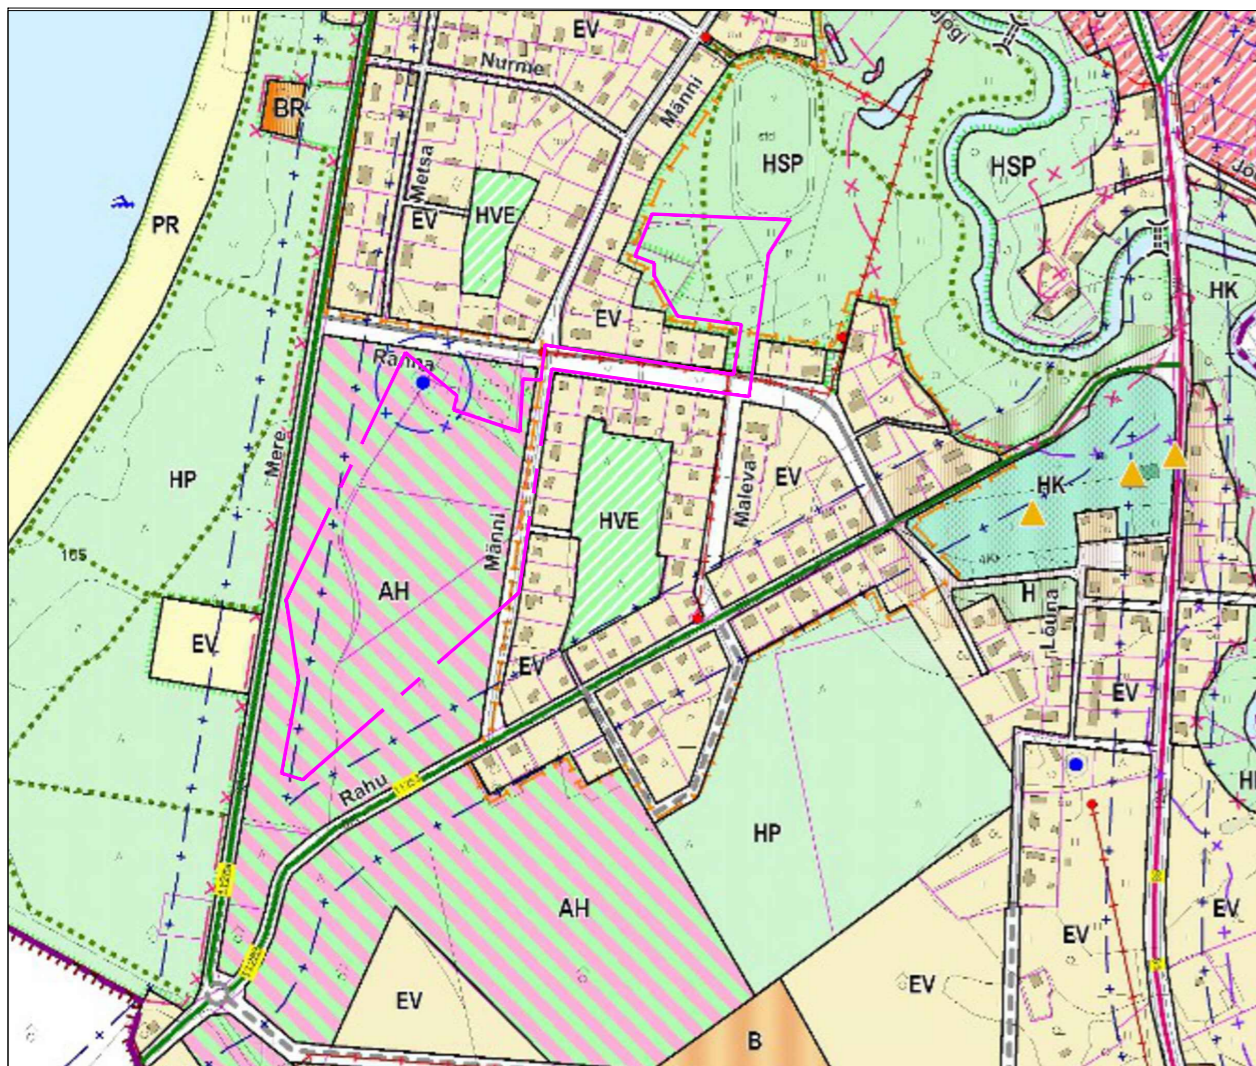 EV
Nurme
Männi
BR
HSP
HSP
Metsa
EV
HVE
PR
HK
EV
Ranna
Mere
HP
EV
Maleva
HK
Männi
HVE
165
AH
H
Lõuna
EV
EV
EV
Rahu
HP
AH
EV
EV
EV
EV
B